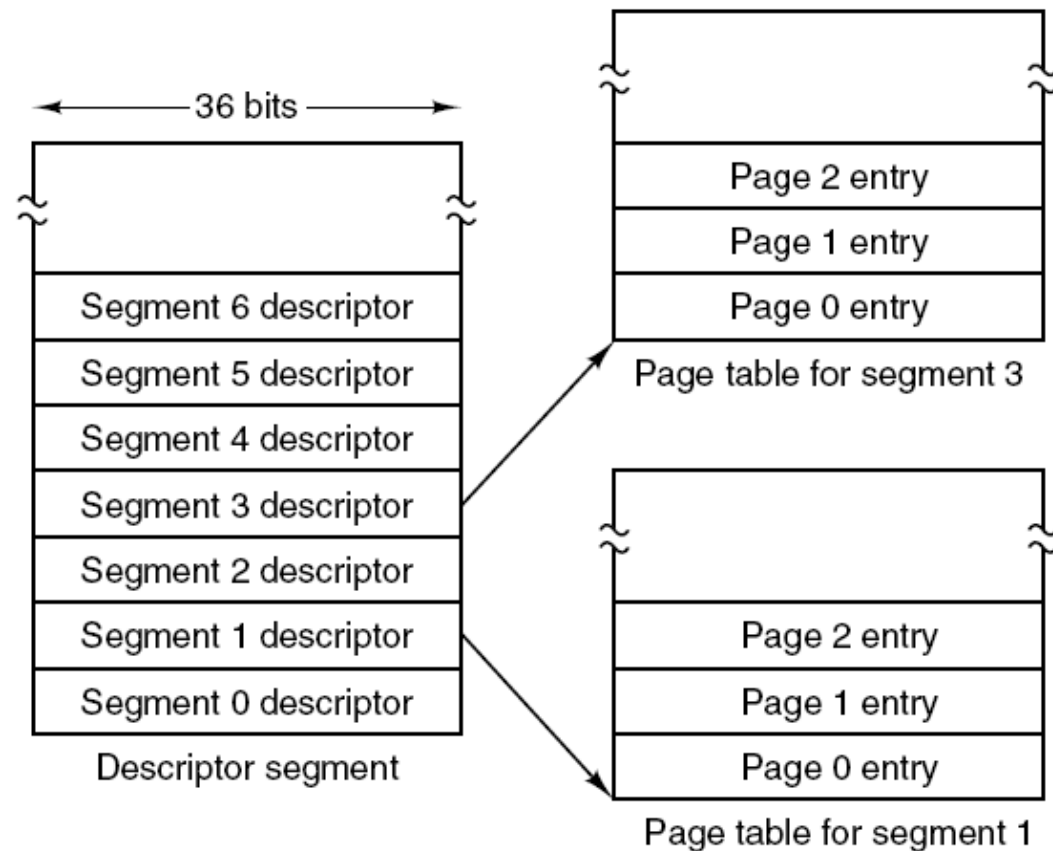 36 bits
Segment 6 descriptor
Segment 5 descriptor
Segment 4 descriptor
Segment 3 descriptor
Segment 2 descriptor
Segment 1 descriptor
Segment 0 descriptor
Descriptor segment
Page 2 entry
Page 1 entry
Page 0 entry
Page table for segment 3
Page 2 entry
Page 1 entry
Page 0 entry
Page table for segment 1